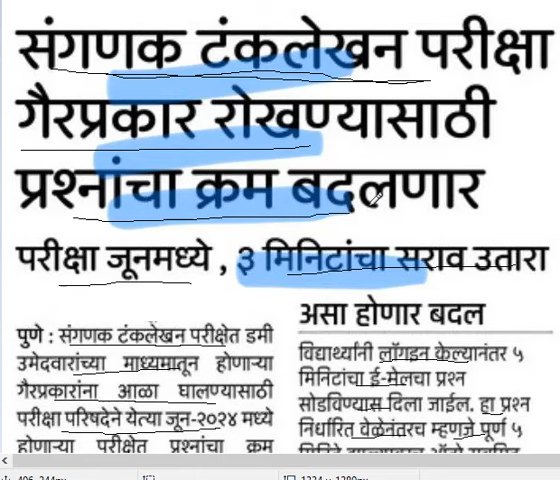 संगणक टंकलेखन परीक्षा
गैरप्रकार रोखण्यासाठी
प्रश्नांचा क्रम बदलणार
परीक्षा जूनमध्ये , ३ मिनिटांचा सराव उतारा
पुणे : संगणक टंकलेखन परीक्षेत डमी
उमेदवारांच्या माध्यमातून होणाऱ्या
गैरप्रकारांना आळा घालण्यासाठी
परीक्षा परिषदेने येत्या जून-२०२४ मध्ये
होणाऱ्या परीक्षेत प्रश्नांचा क्रम
असा होणार बदल
विद्यार्थ्यांनी लॉगइन केल्यानंतर ५
मिनिटांचा ई-मेलचा प्रश्न
सोडविण्यास दिला जाईल. हा प्रश्न
निर्धारित वेळेनंतरच म्हणजे पूर्ण ५